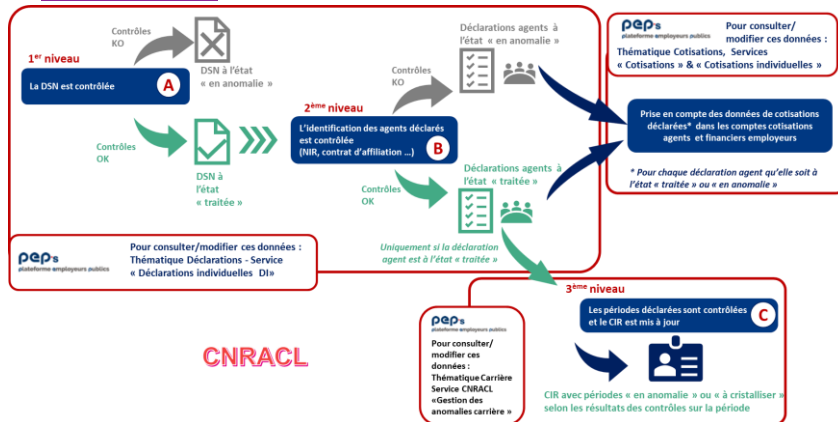 Contrôles
KO
1er niveau
La DSN est contrôlée
A
DSN à l'état
« en anomalie »
Contrôles
OK
DSN à
l'état
« traitée »
2ème niveau
L'identification des agents déclarés
est contrôlée
(NIR, contrat d'affiliation ...)
B
Contrôles
KO
Déclarations agents à
l'état « en anomalie »
Contrôles
OK
Déclarations agents à
l'état « traitée »
Uniquement si la déclaration
agent est à l'état « traitée »
pep's
plateforme employeurs publics
Pour consulter/
modifier ces données :
Thématique Cotisations, Services
« Cotisations » & « Cotisations individuelles »
Prise en compte des données de cotisations
déclarées* dans les comptes cotisations
agents et financiers employeurs
* Pour chaque déclaration agent qu'elle soit à
l'état « traitée » ou « en anomalie »
pep's
plateforme employeurs publics
Pour consulter/modifier ces données :
Thématique Déclarations - Service
« Déclarations individuelles DI»
3ème niveau
Les périodes déclarées sont contrôlées
et le CIR est mis à jour
C
pep's
plateforme employeurs publics
Pour consulter/
modifier ces
données :
Thématique Carrière
Service CNRACL
«Gestion des
anomalies carrière »
CIR avec périodes « en anomalie » ou « à cristalliser »
selon les résultats des contrôles sur la période
CNRACL